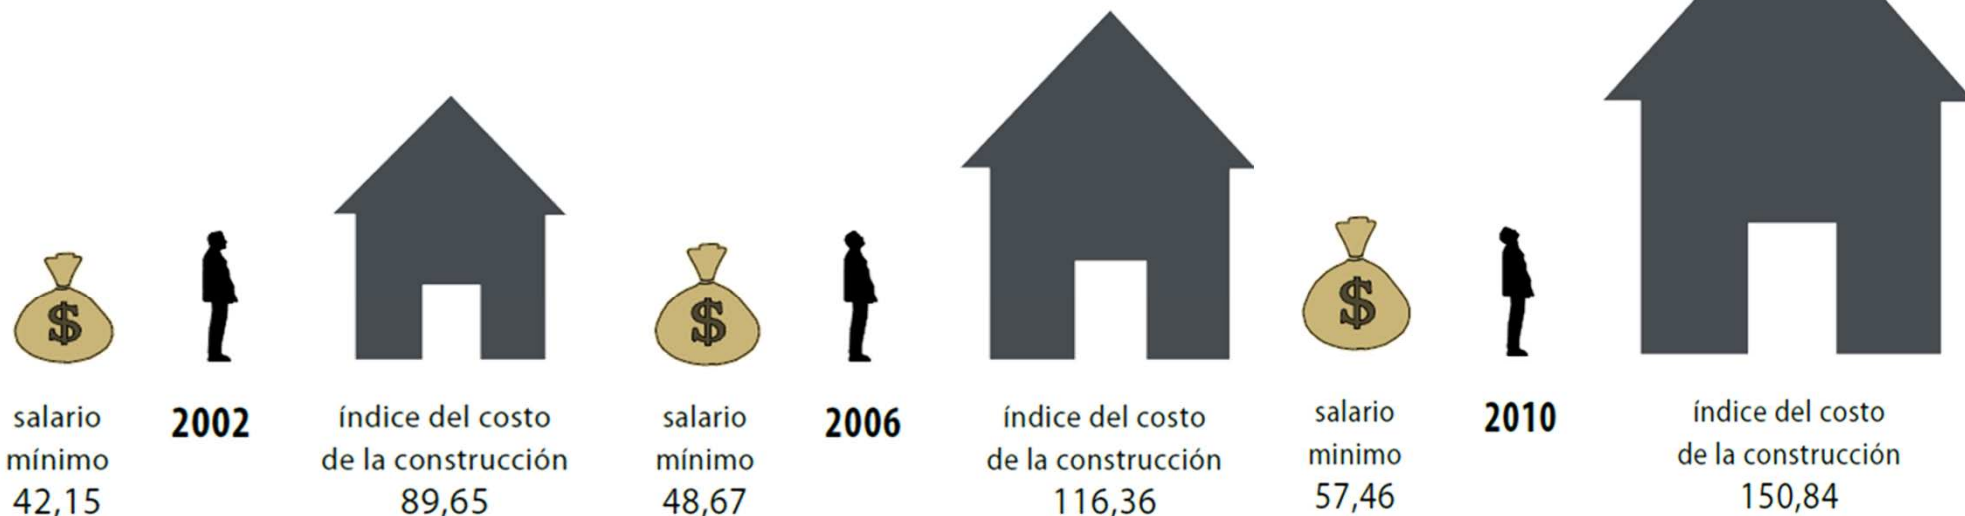 $
salario
mínimo
42,15
2002
índice del costo
de la construcción
89,65
$
salario
mínimo
48,67
2006
índice del costo
de la construcción
116,36
$
salario
minimo
57,46
2010
índice del costo
de la construcción
150,84